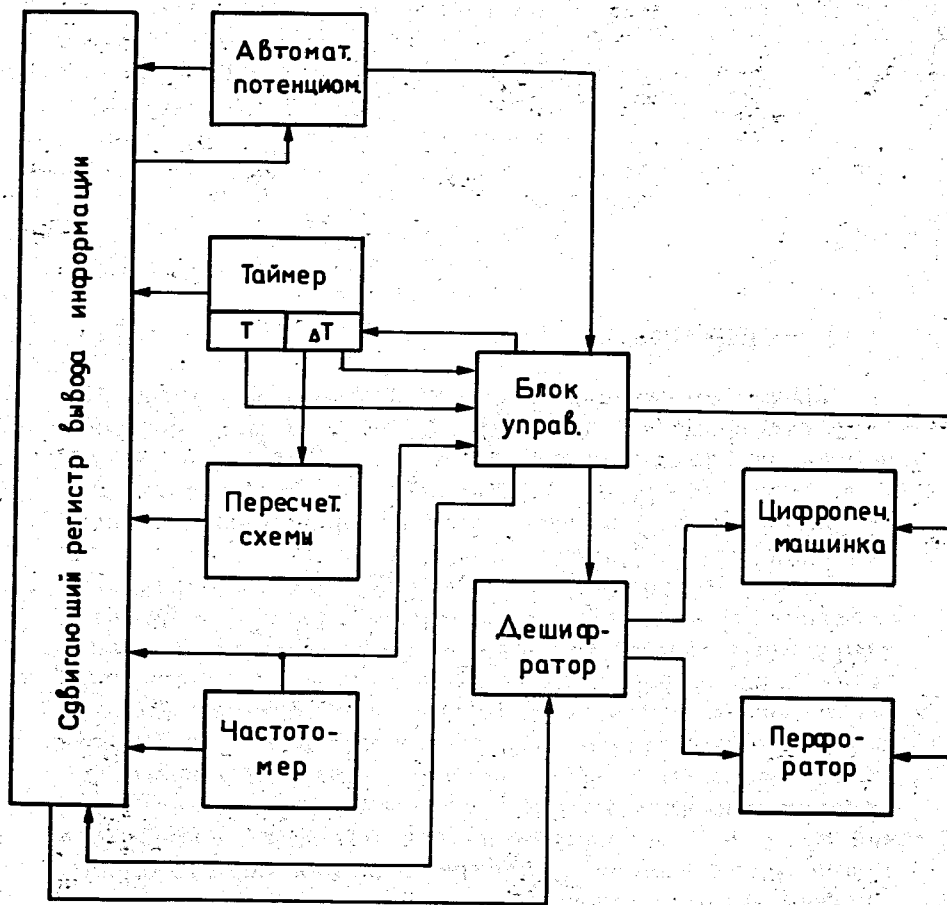 Сдвигающий регистр вывода информации
Автомат.
потенциом.
Таймер
T
ΔT
Блок
управ.
Пересчет.
схемы
Цифропеч.
машинка
Дешиф-
ратор
Частото-
мер
Перфо-
ратор